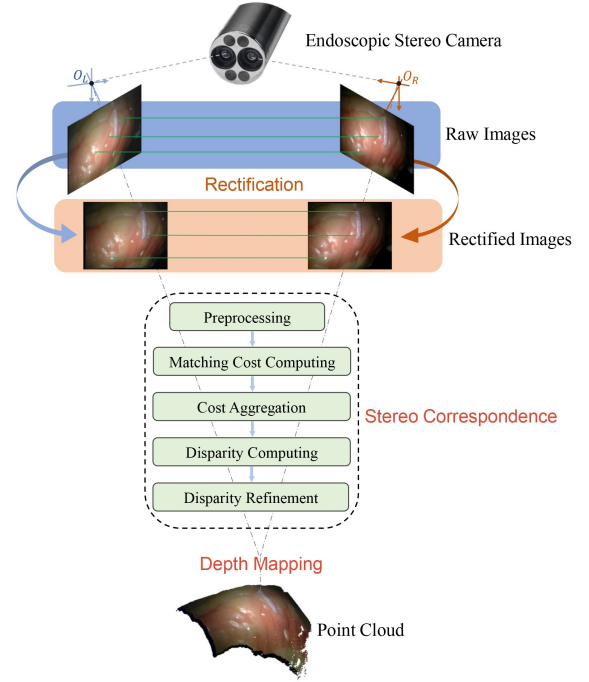 Endoscopic Stereo Camera
O_L
O_R
Raw Images
Rectification
Rectified Images
Preprocessing
Matching Cost Computing
Cost Aggregation
Stereo Correspondence
Disparity Computing
Disparity Refinement
Depth Mapping
Point Cloud